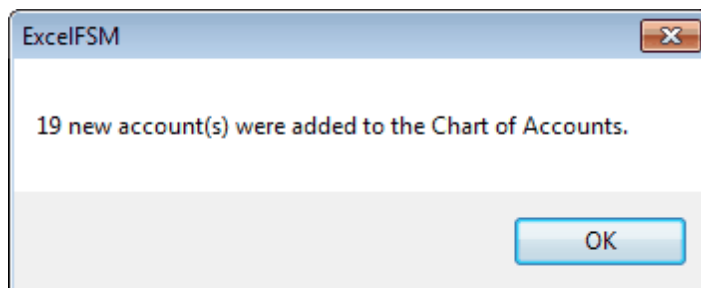 ExcelFSM
19 new account(s) were added to the Chart of Accounts.
OK